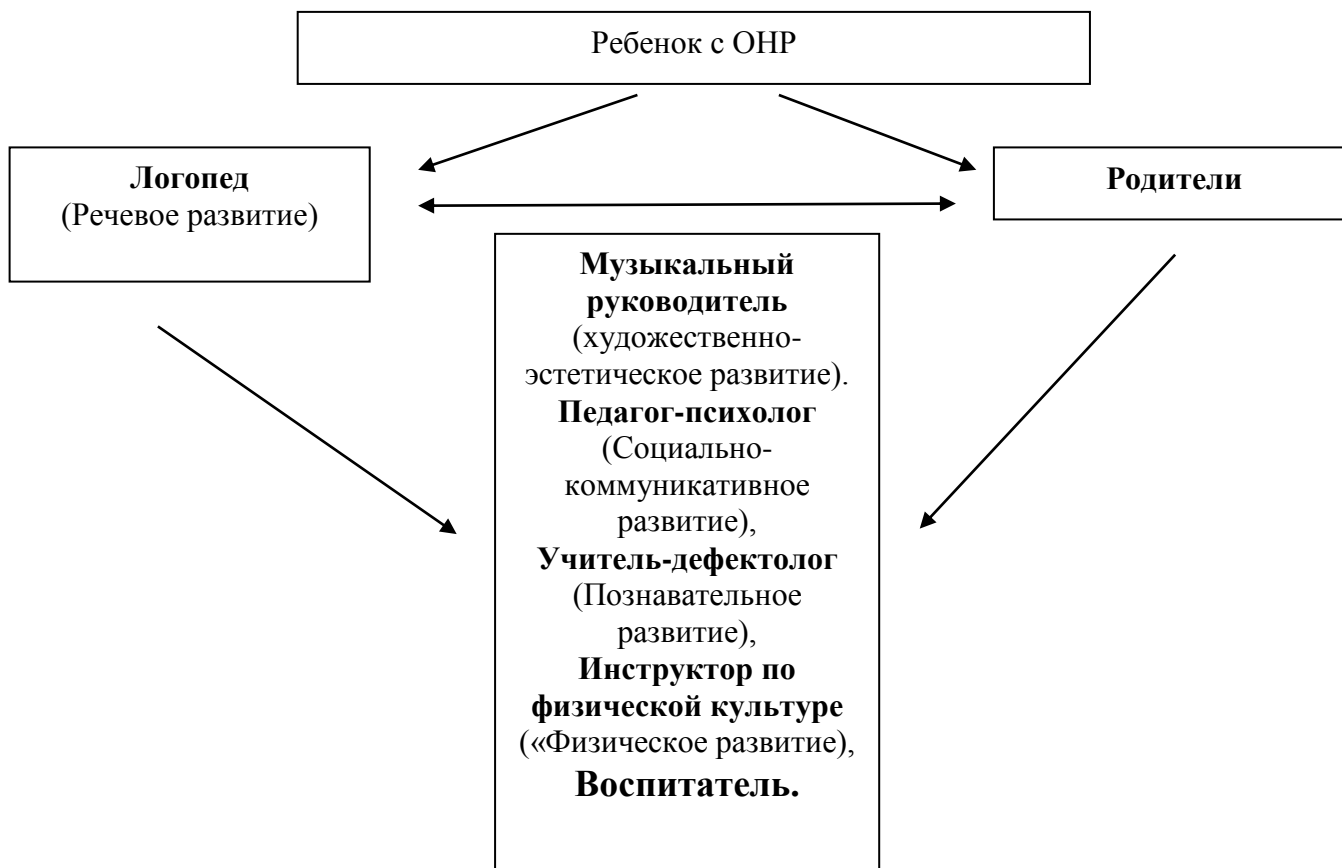 Ребенок с ОНР
Логопед
(Речевое развитие)
Родители
Музыкальный
руководитель
(художественно-
эстетическое развитие).
Педагог-психолог
(Социально-
коммуникативное
развитие),
Учитель-дефектолог
(Познавательное
развитие),
Инструктор по
физической культуре
(«Физическое развитие),
Воспитатель.